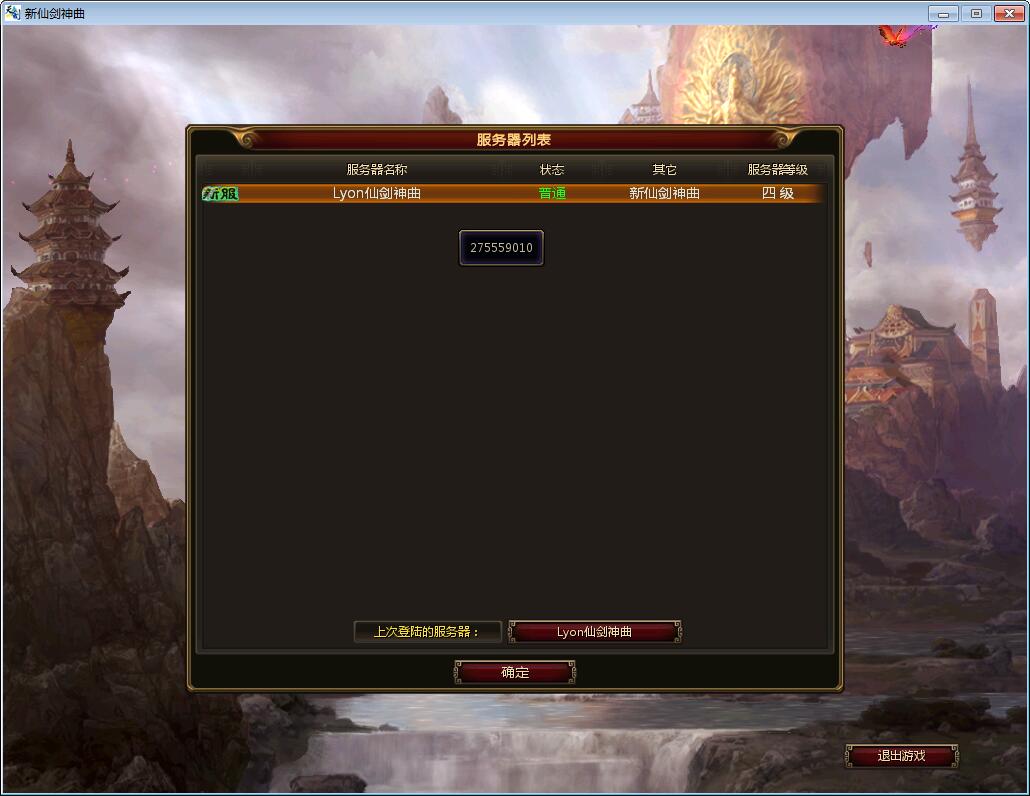 新仙剑神曲
服务器列表
服务器名称 状态 其它 服务器等级
新服 Lyon仙剑神曲 普通 新仙剑神曲 四 级
275559010
上次登陆的服务器： Lyon仙剑神曲
确定
退出游戏